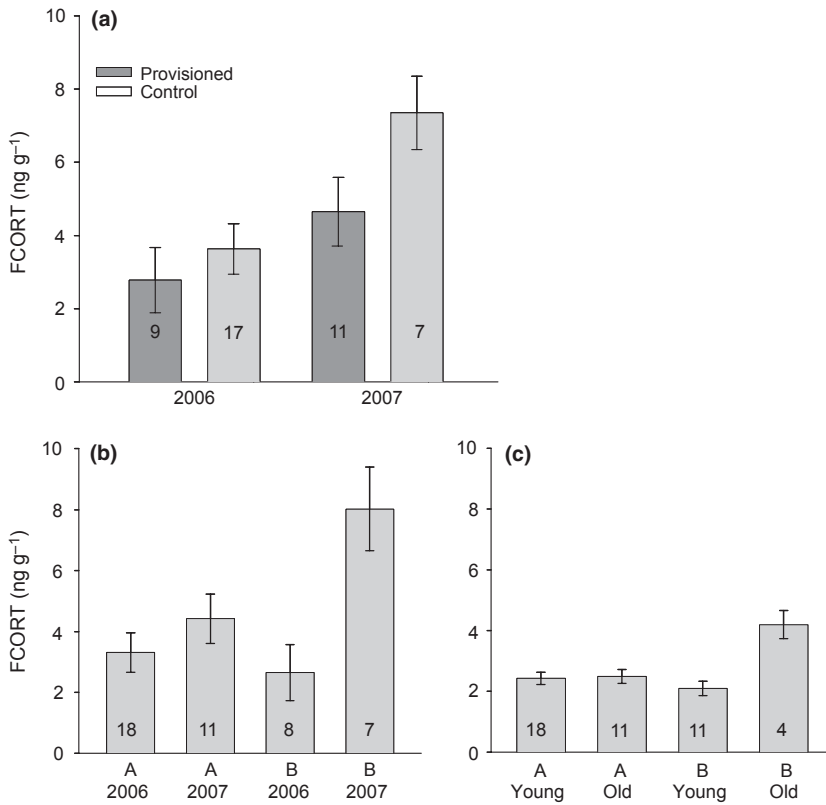 (a)
10
8
6
4
2
0
FCORT (ng g⁻¹)
Provisioned
Control
9 17 11 7
2006 2007
(b)
10
8
6
4
2
0
FCORT (ng g⁻¹)
18 11 8 7
A A B B
2006 2007 2006 2007
(c)
10
8
6
4
2
0
18 11 11 4
A A B B
Young Old Young Old